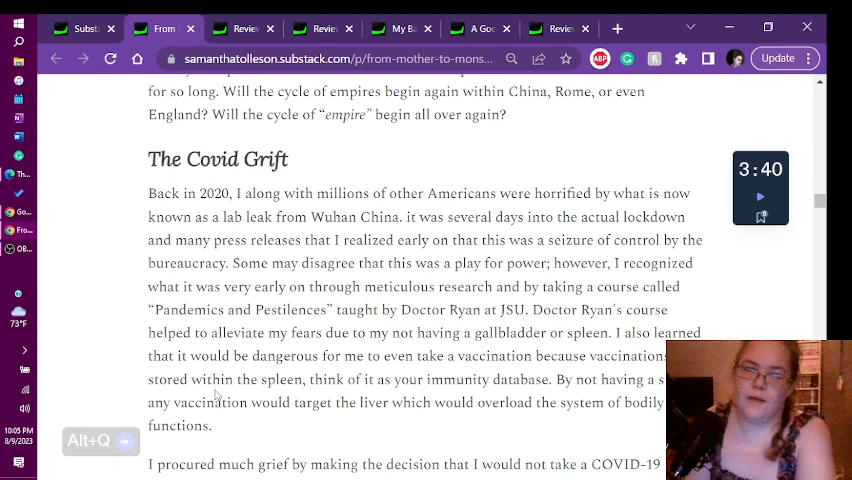 Substa
From
Review
Review
My Ba
A Goo
Review
samanthatolleson.substack.com/p/from-mother-to-mons...
ABP
Update
for so long. Will the cycle of empires begin again within China, Rome, or even
England? Will the cycle of “empire” begin all over again?
The Covid Grift
Back in 2020, I along with millions of other Americans were horrified by what is now
known as a lab leak from Wuhan China. it was several days into the actual lockdown
and many press releases that I realized early on that this was a seizure of control by the
bureaucracy. Some may disagree that this was a play for power; however, I recognized
what it was very early on through meticulous research and by taking a course called
“Pandemics and Pestilences” taught by Doctor Ryan at JSU. Doctor Ryan's course
helped to alleviate my fears due to my not having a gallbladder or spleen. I also learned
that it would be dangerous for me to even take a vaccination because vaccinations
stored within the spleen, think of it as your immunity database. By not having a s
any vaccination would target the liver which would overload the system of bodily
functions.
I procured much grief by making the decision that I would not take a COVID-19
3:40
Alt+Q
Th...
Go...
Fro...
OB...
73°F
10:05 PM
8/9/2023